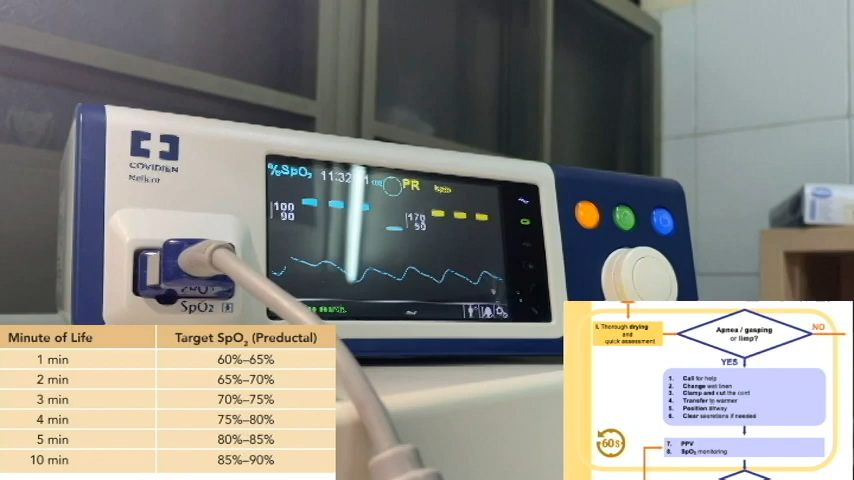 COVIDIEN
Nellcor
%SpO₂
PR
100
90
170
50
SpO₂
Minute of Life Target SpO₂ (Preductal)
1 min 60%–65%
2 min 65%–70%
3 min 70%–75%
4 min 75%–80%
5 min 80%–85%
10 min 85%–90%
Thorough drying
and
quick assessment
Apnea / gasping
or limp?
NO
YES
1. Call for help
2. Change wet linen
3. Clamp and cut the cord
4. Transfer to warmer
5. Position airway
6. Clear secretions if needed
60s
7. PPV
8. SpO₂ monitoring